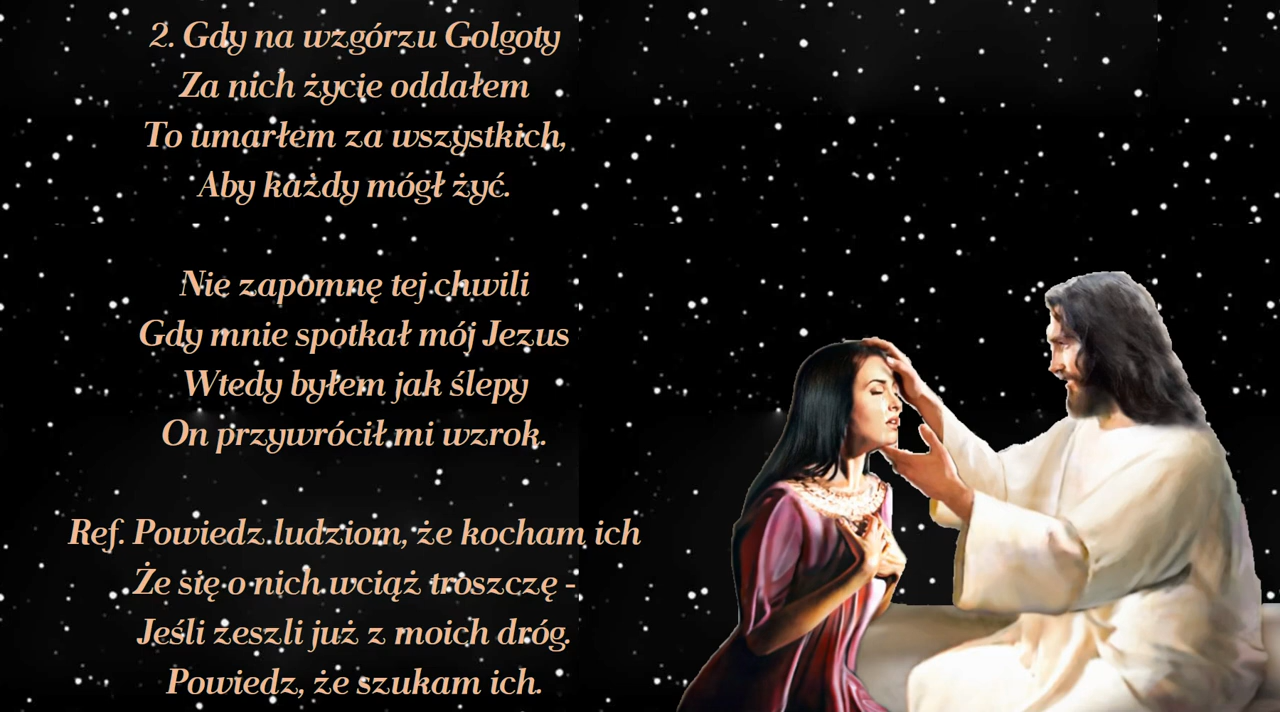 2. Gdy na wzgórzu Golgoty
Za nich życie oddałem
To umarłem za wszystkich,
Aby każdy mógł żyć.
Nie zapomnę tej chwili
Gdy mnie spotkał mój Jezus
Wtedy byłem jak ślepy
On przywrócił mi wzrok.
Ref. Powiedz ludziom, że kocham ich
Że się o nich wciąż troszczę -
Jeśli zeszli już z moich dróg.
Powiedz, że szukam ich.